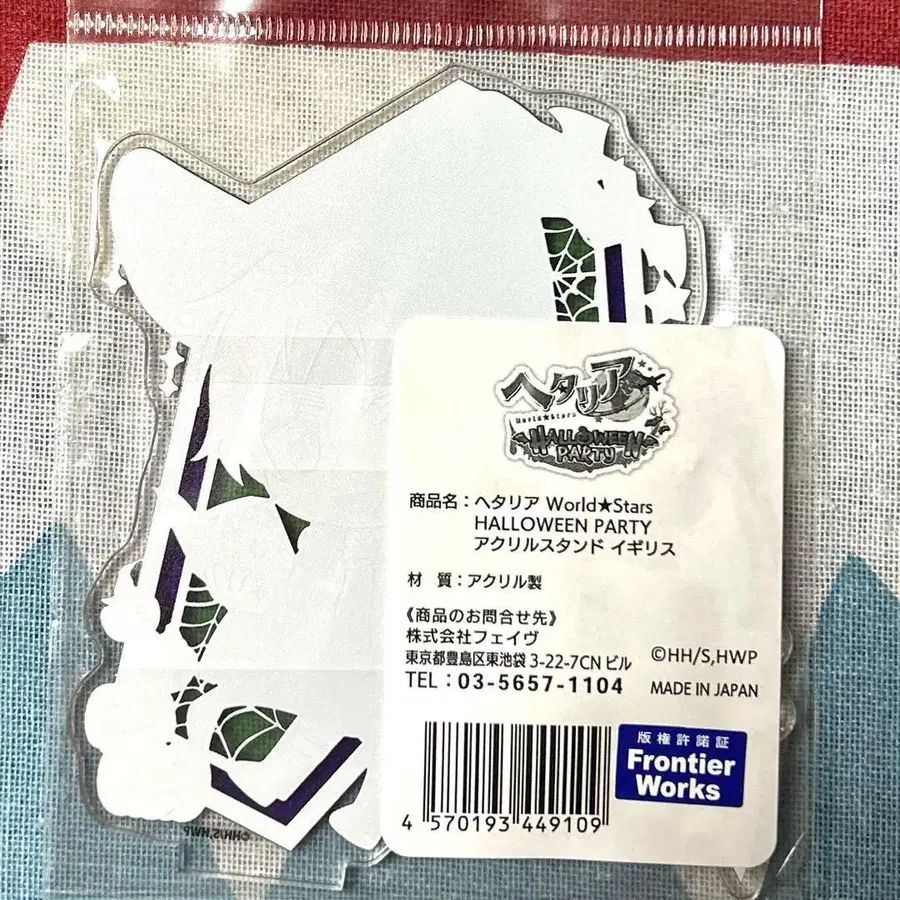 ヘタリア
World★Stars
HALLOWEEN
PARTY
商品名：ヘタリア World★Stars
HALLOWEEN PARTY
アクリルスタンド イギリス
材　質：アクリル製
《商品のお問合せ先》
株式会社フェイヴ
東京都豊島区東池袋 3-22-7CN ビル
TEL：03-5657-1104
©HH/S,HWP
MADE IN JAPAN
版権許諾証
Frontier
Works
4 570193 449109
©HH/S,HWP